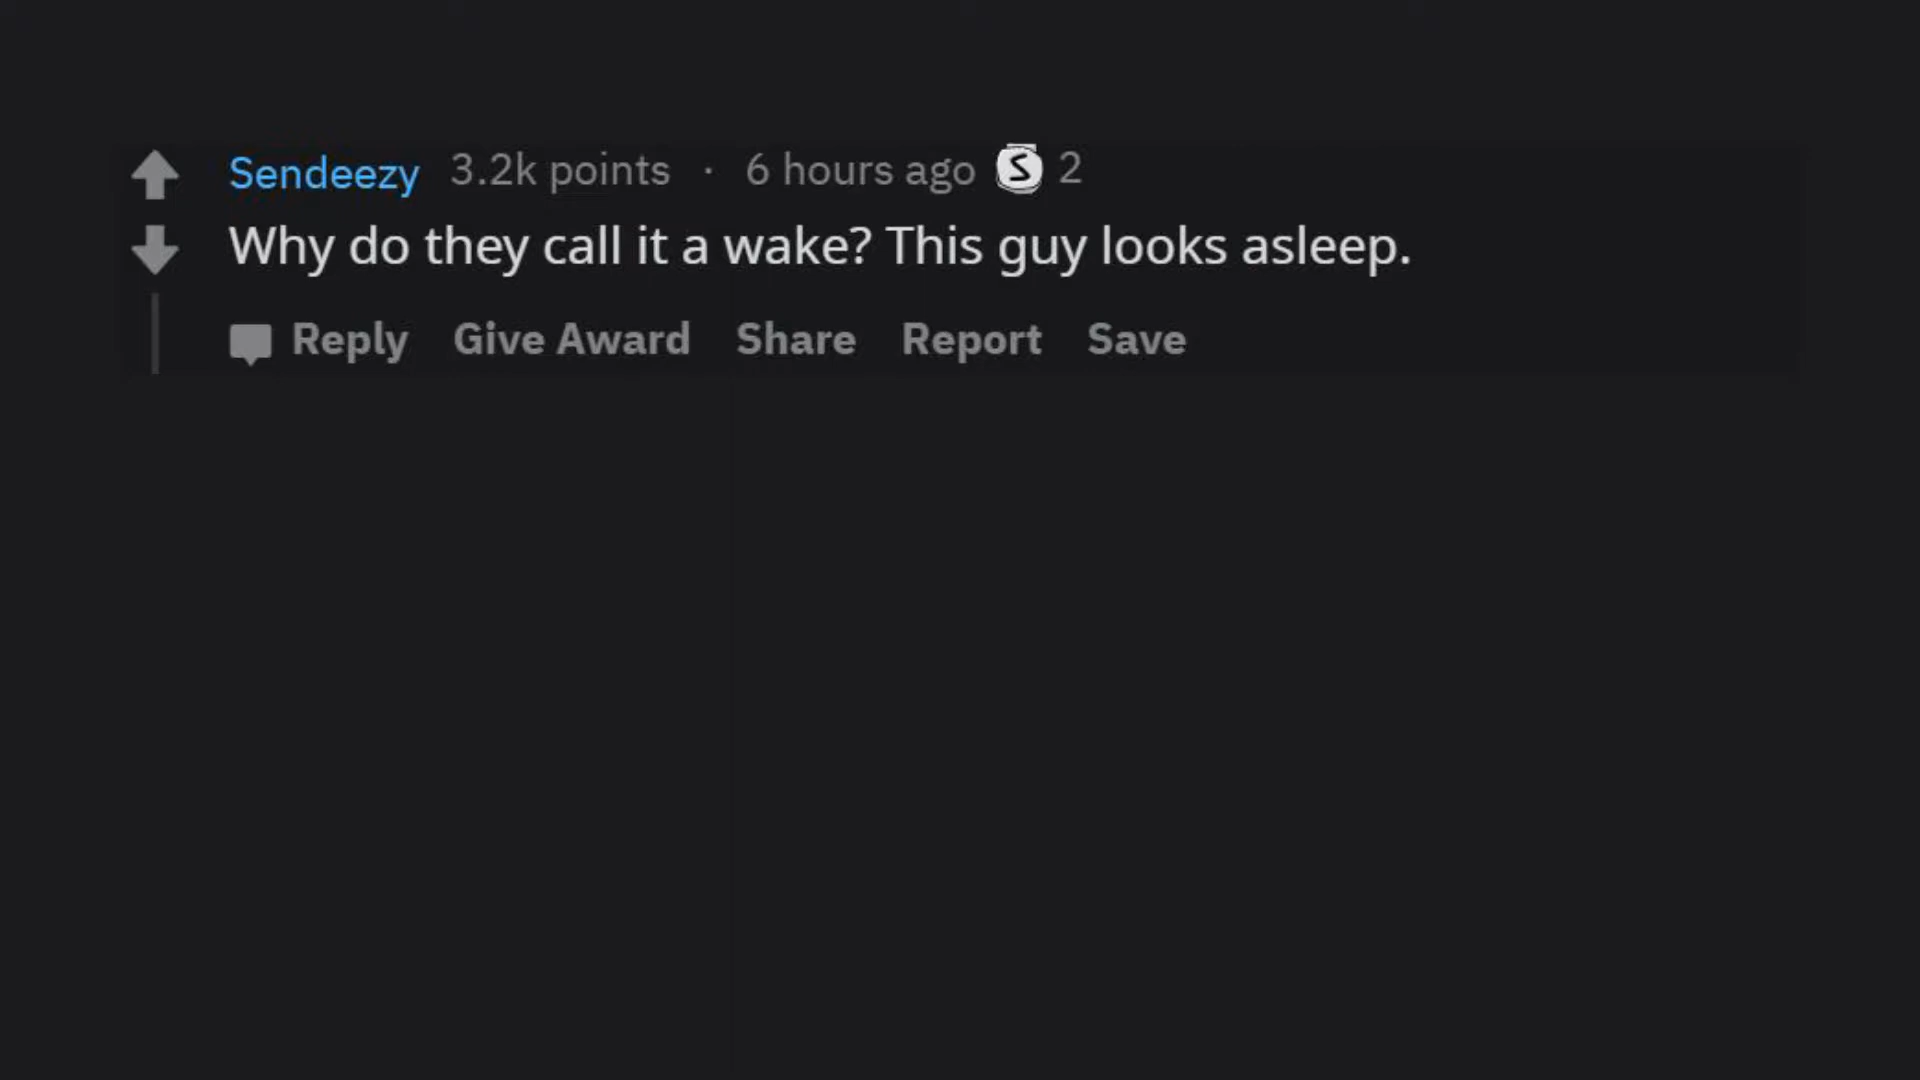 Sendeezy 3.2k points · 6 hours ago S 2
Why do they call it a wake? This guy looks asleep.
Reply Give Award Share Report Save